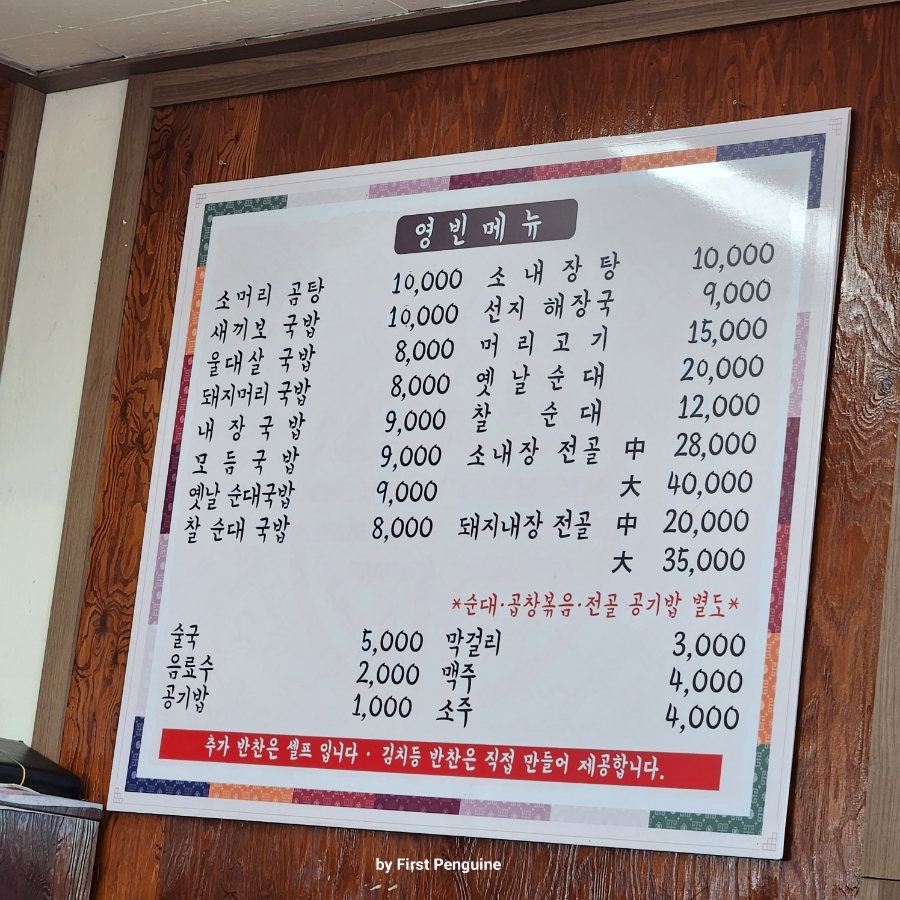 영빈메뉴
소머리 곰탕 10,000
새끼보 국밥 10,000
울대살 국밥 8,000
돼지머리 국밥 8,000
내장국밥 9,000
모듬국밥 9,000
옛날 순대국밥 9,000
찰 순대 국밥 8,000
소내장탕 10,000
선지 해장국 9,000
머리고기 15,000
옛날순대 20,000
찰 순대 12,000
소내장 전골 中 28,000
大 40,000
돼지내장 전골 中 20,000
大 35,000
*순대·곱창볶음·전골 공기밥 별도*
술국 5,000
음료수 2,000
공기밥 1,000
막걸리 3,000
맥주 4,000
소주 4,000
추가 반찬은 셀프 입니다 · 김치등 반찬은 직접 만들어 제공합니다.
by First Penguine